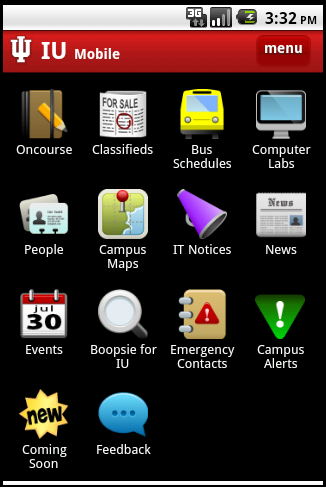 3G 3:32 PM
IU Mobile menu
FOR SALE
Oncourse Classifieds Bus Schedules Computer Labs
News
People Campus Maps IT Notices News
Jul
30
Events Boopsie for IU Emergency Contacts Campus Alerts
new
Coming Soon Feedback